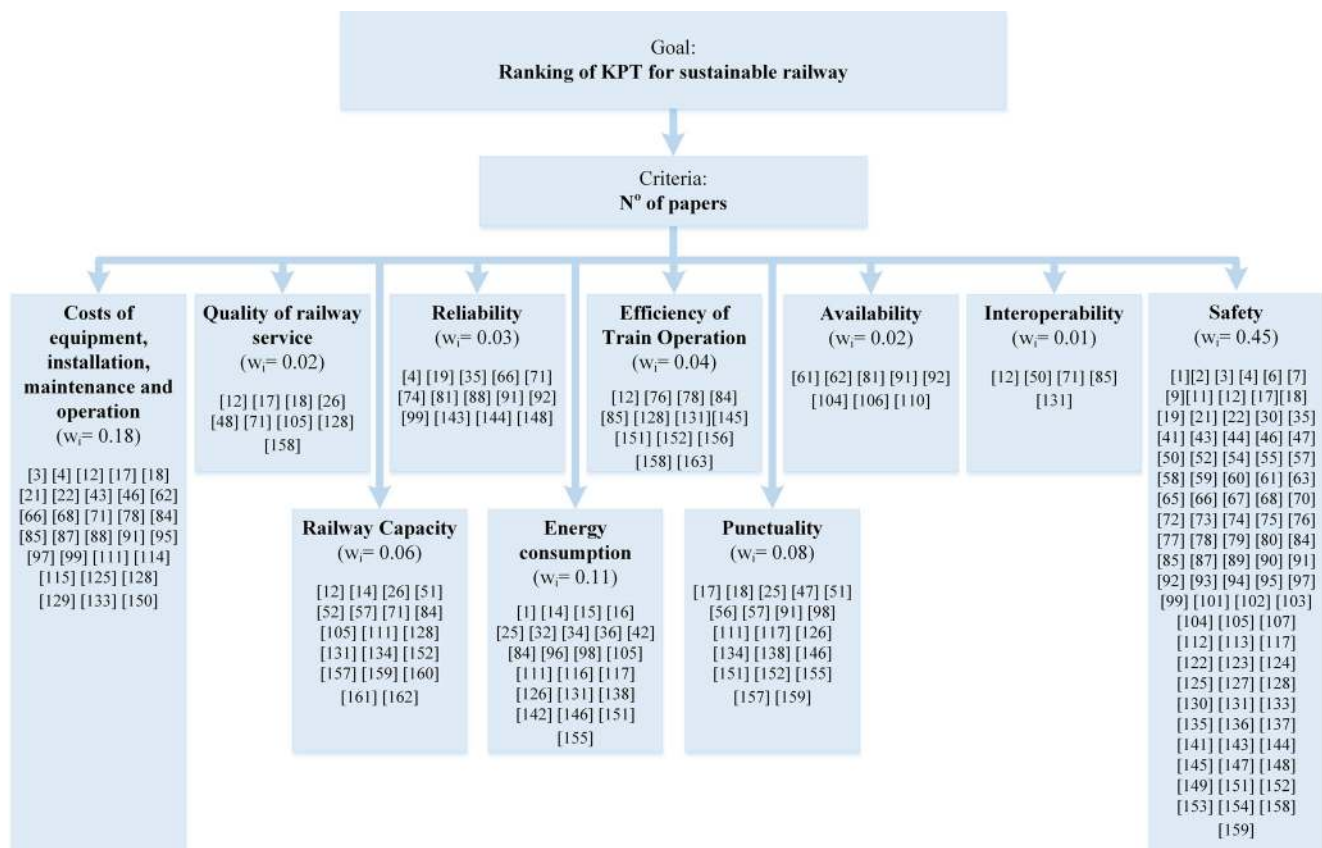 Goal:
Ranking of KPT for sustainable railway
Criteria:
Nº of papers
Costs of
equipment,
installation,
maintenance and
operation
(wi= 0.18)
[3] [4] [12] [17] [18]
[21] [22] [43] [46] [62]
[66] [68] [71] [78] [84]
[85] [87] [88] [91] [95]
[97] [99] [111] [114]
[115] [125] [128]
[129] [133] [150]
Quality of railway
service
(wi= 0.02)
[12] [17] [18] [26]
[48] [71] [105] [128]
[158]
Reliability
(wi= 0.03)
[4] [19] [35] [66] [71]
[74] [81] [88] [91] [92]
[99] [143] [144] [148]
Efficiency of
Train Operation
(wi= 0.04)
[12] [76] [78] [84]
[85] [128] [131][145]
[151] [152] [156]
[158] [163]
Availability
(wi= 0.02)
[61] [62] [81] [91] [92]
[104] [106] [110]
Interoperability
(wi= 0.01)
[12] [50] [71] [85]
[131]
Safety
(wi= 0.45)
[1][2] [3] [4] [6] [7]
[9][11] [12] [17][18]
[19] [21] [22] [30] [35]
[41] [43] [44] [46] [47]
[50] [52] [54] [55] [57]
[58] [59] [60] [61] [63]
[65] [66] [67] [68] [70]
[72] [73] [74] [75] [76]
[77] [78] [79] [80] [84]
[85] [87] [89] [90] [91]
[92] [93] [94] [95] [97]
[99] [101] [102] [103]
[104] [105] [107]
[112] [113] [117]
[122] [123] [124]
[125] [127] [128]
[130] [131] [133]
[135] [136] [137]
[141] [143] [144]
[145] [147] [148]
[149] [151] [152]
[153] [154] [158]
[159]
Railway Capacity
(wi= 0.06)
[12] [14] [26] [51]
[52] [57] [71] [84]
[105] [111] [128]
[131] [134] [152]
[157] [159] [160]
[161] [162]
Energy
consumption
(wi= 0.11)
[1] [14] [15] [16]
[25] [32] [34] [36] [42]
[84] [96] [98] [105]
[111] [116] [117]
[126] [131] [138]
[142] [146] [151]
[155]
Punctuality
(wi= 0.08)
[17] [18] [25] [47] [51]
[56] [57] [91] [98]
[111] [117] [126]
[134] [138] [146]
[151] [152] [155]
[157] [159]